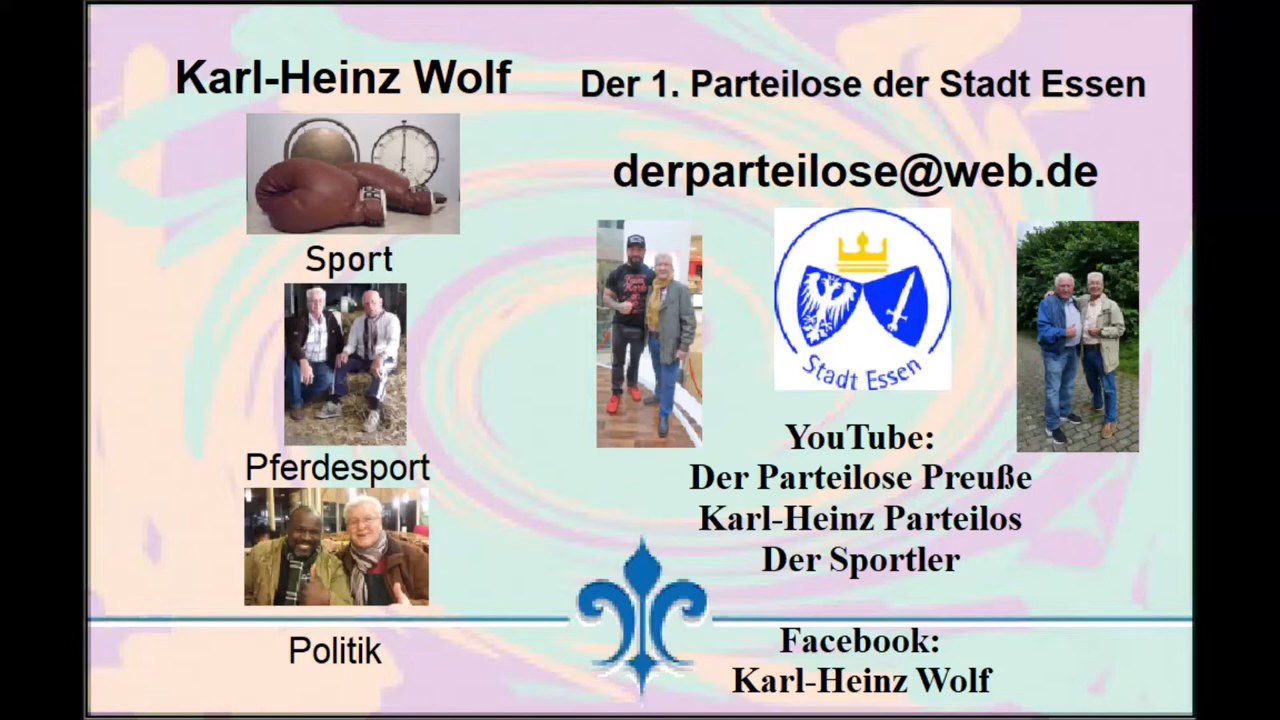 Karl-Heinz Wolf
Der 1. Parteilose der Stadt Essen
derparteilose@web.de
Sport
Pferdesport
Politik
Stadt Essen
YouTube:
Der Parteilose Preuße
Karl-Heinz Parteilos
Der Sportler
Facebook:
Karl-Heinz Wolf